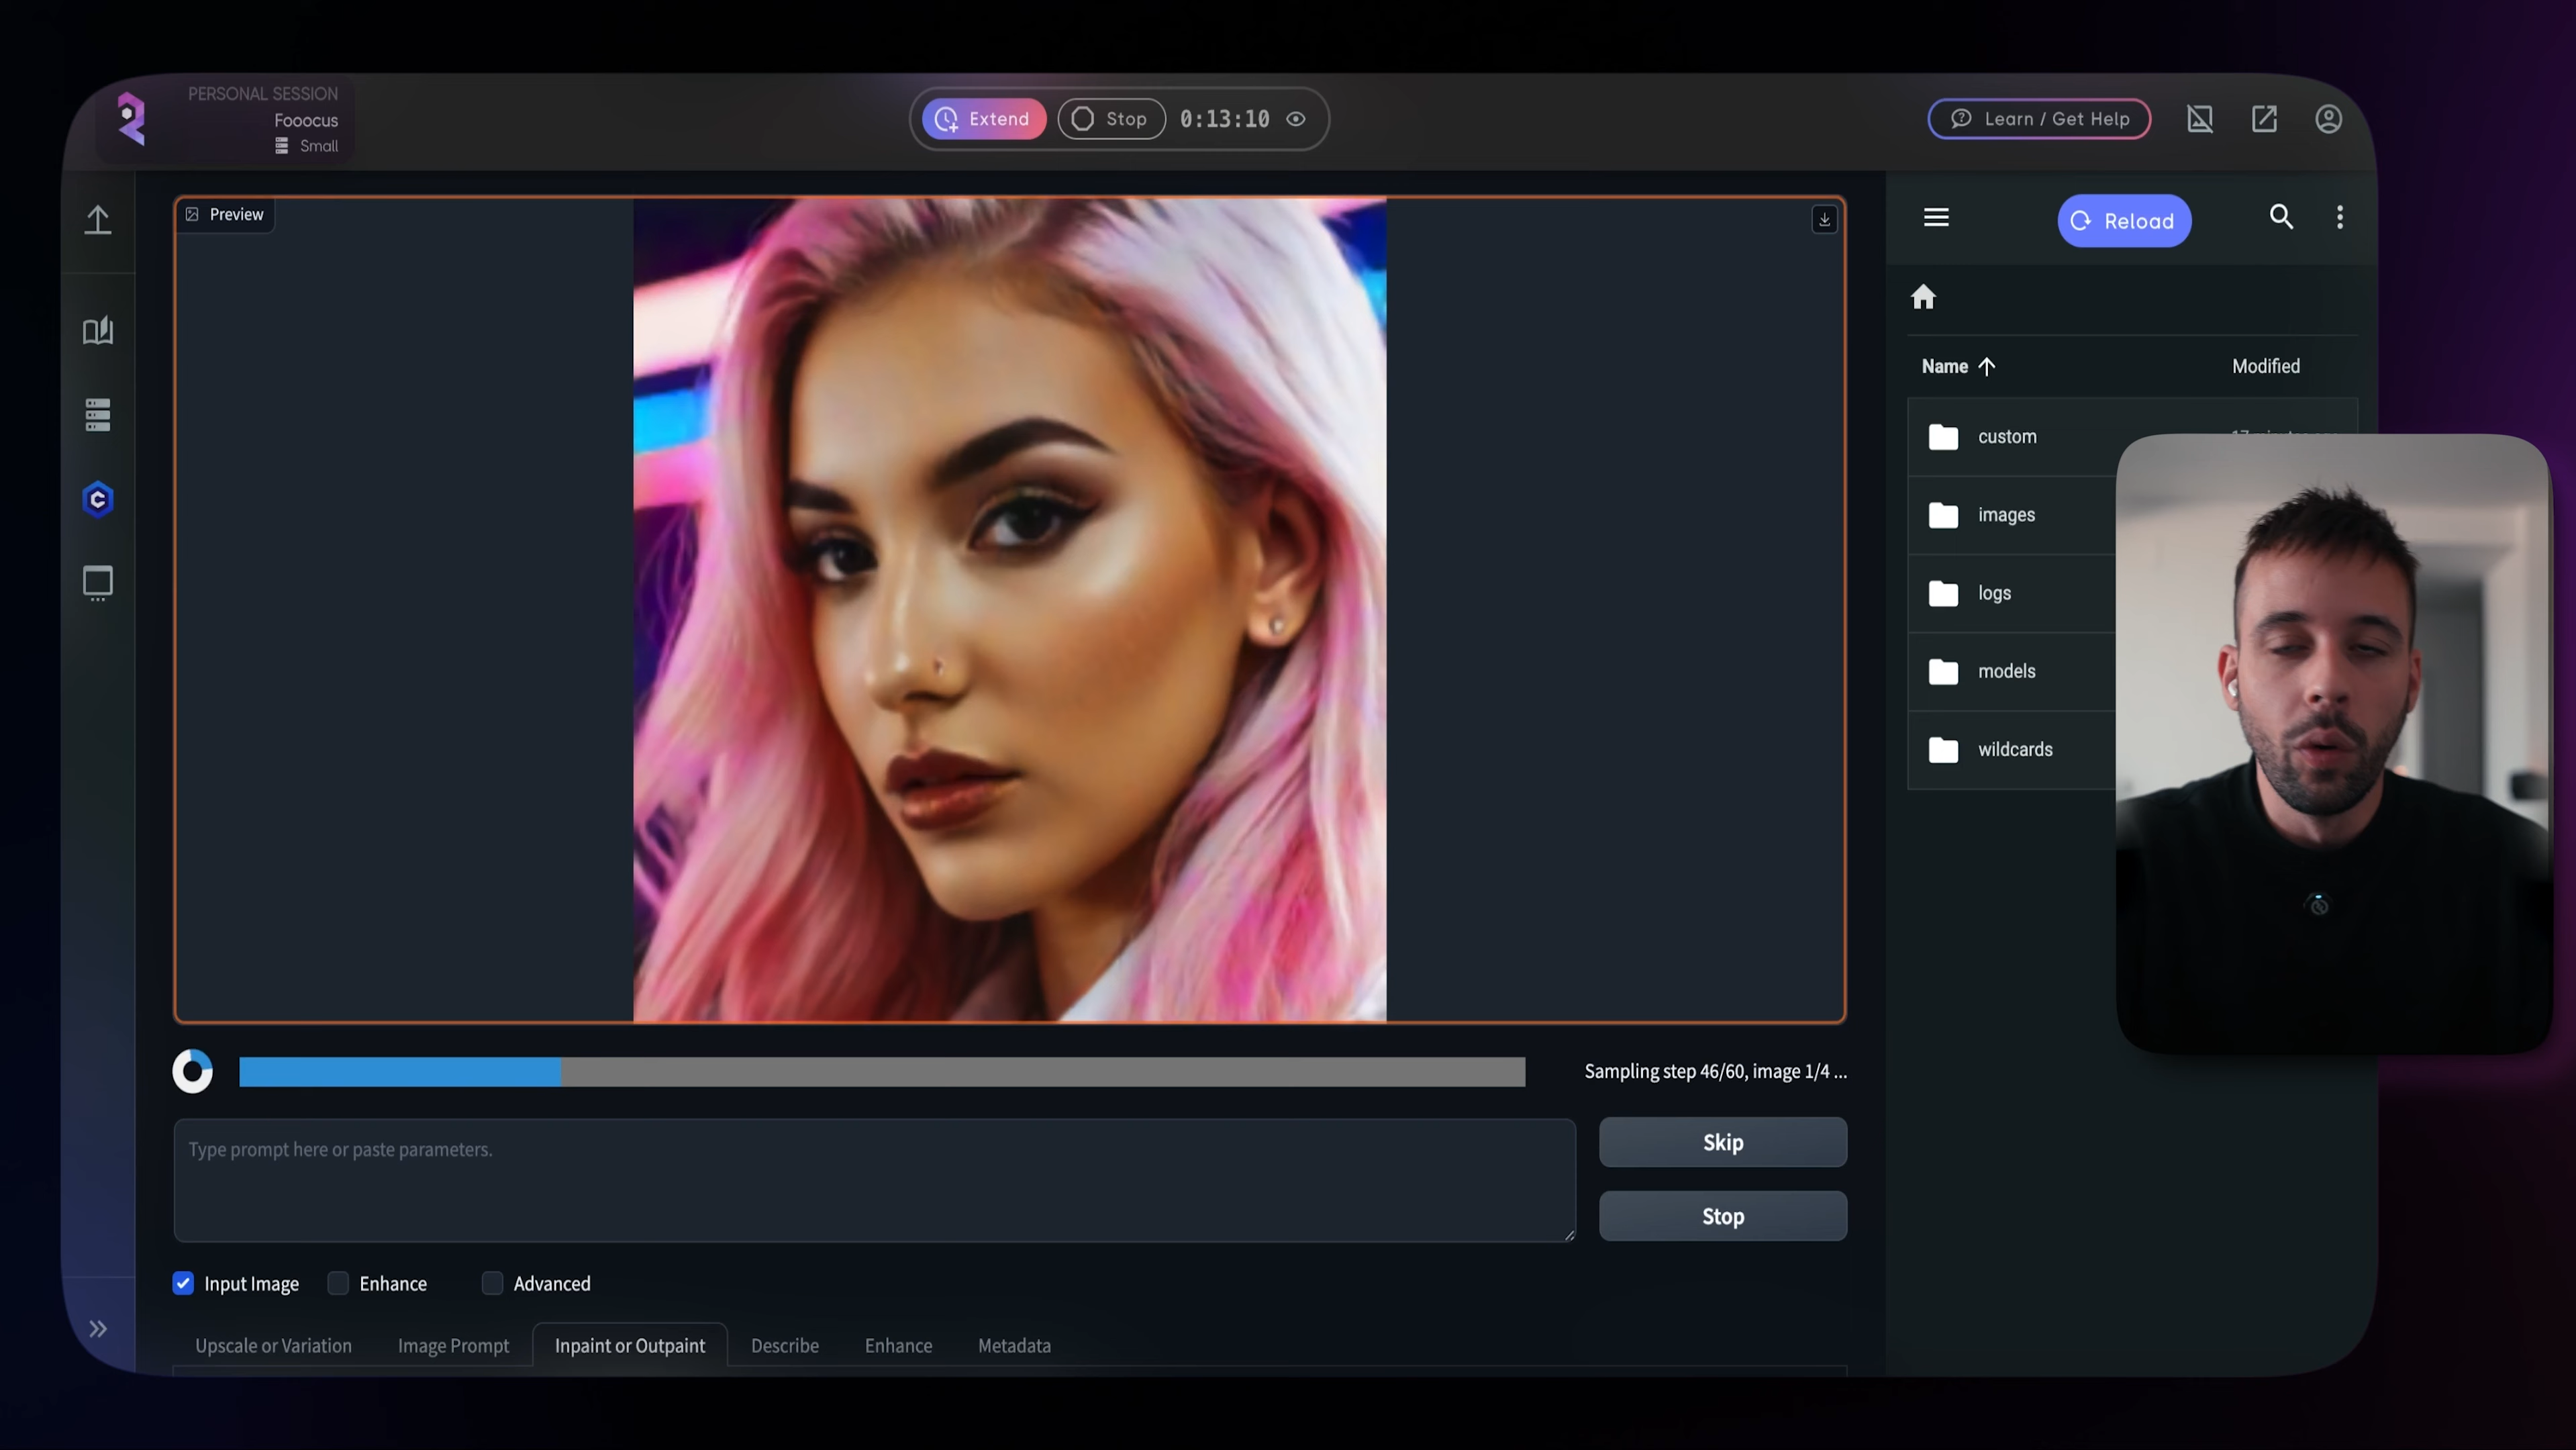 PERSONAL SESSION
Fooocus
Small
Extend
Stop
0:13:10
Learn / Get Help
Preview
Reload
Name
Modified
custom
images
logs
models
wildcards
Sampling step 46/60, image 1/4 ...
Type prompt here or paste parameters.
Skip
Stop
Input Image
Enhance
Advanced
Upscale or Variation
Image Prompt
Inpaint or Outpaint
Describe
Enhance
Metadata